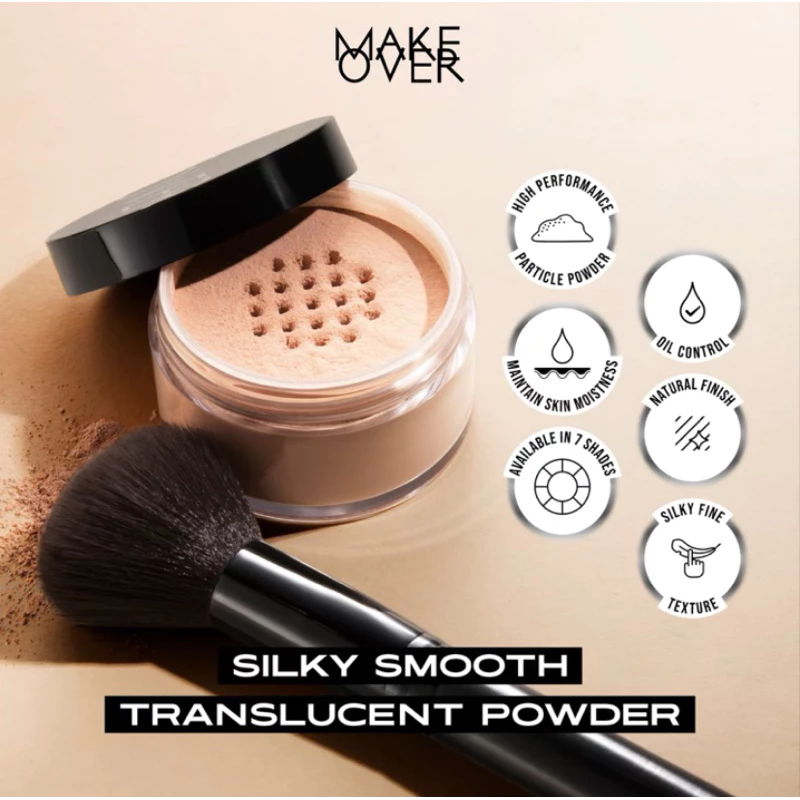 MAKE
OVER
HIGH PERFORMANCE
PARTICLE POWDER
OIL CONTROL
MAINTAIN SKIN MOISTNESS
NATURAL FINISH
AVAILABLE IN 7 SHADES
SILKY FINE
TEXTURE
SILKY SMOOTH
TRANSLUCENT POWDER